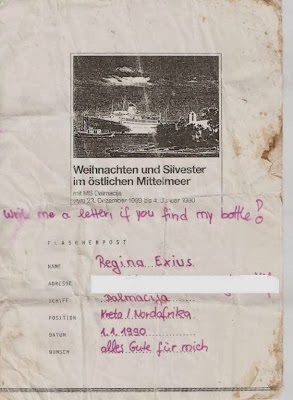 Weihnachten und Silvester
im östlichen Mittelmeer
mit MS Dalmacija
vom 23. Dezember 1989 bis 4. Januar 1990
write me a letter, if you find my bottle!
FLASCHENPOST
NAME Regina Exius
ADRESSE
SCHIFF Dalmacija
POSITION Kreta / Nordafrika
DATUM 1.1.1990
WUNSCH alles Gute für mich